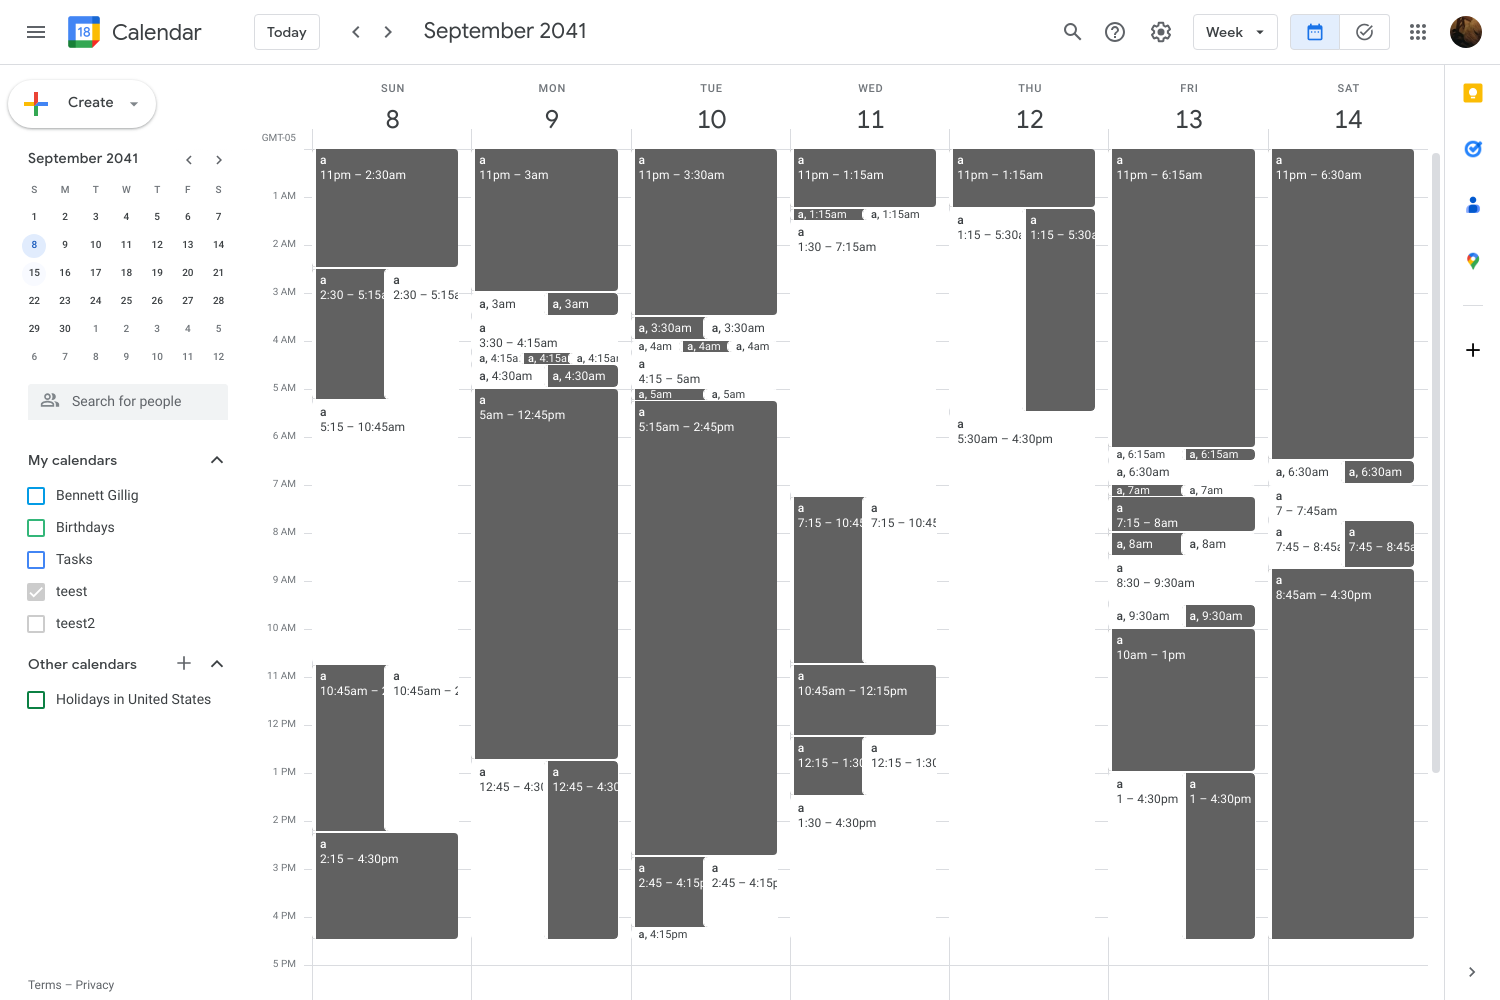 18 Calendar Today September 2041 Week
Create
SUN MON TUE WED THU FRI SAT
8 9 10 11 12 13 14
GMT-05
September 2041
S M T W T F S
1 2 3 4 5 6 7
8 9 10 11 12 13 14
15 16 17 18 19 20 21
22 23 24 25 26 27 28
29 30 1 2 3 4 5
6 7 8 9 10 11 12
Search for people
My calendars
Bennett Gillig
Birthdays
Tasks
teest
teest2
Other calendars
Holidays in United States
Terms – Privacy
1 AM
2 AM
3 AM
4 AM
5 AM
6 AM
7 AM
8 AM
9 AM
10 AM
11 AM
12 PM
1 PM
2 PM
3 PM
4 PM
5 PM
a
11pm – 2:30am
a
2:30 – 5:15a
a
2:30 – 5:15a
a
5:15 – 10:45am
a
10:45am – 2
a
10:45am – 2
a
2:15 – 4:30pm
a
11pm – 3am
a, 3am
a, 3am
a
3:30 – 4:15am
a, 4:15a
a, 4:15a
a, 4:15a
a, 4:30am
a, 4:30am
a
5am – 12:45pm
a
12:45 – 4:30
a
12:45 – 4:30
a
11pm – 3:30am
a, 3:30am
a, 3:30am
a, 4am
a, 4am
a, 4am
a
4:15 – 5am
a, 5am
a, 5am
a
5:15am – 2:45pm
a
2:45 – 4:15p
a
2:45 – 4:15p
a, 4:15pm
a
11pm – 1:15am
a, 1:15am
a, 1:15am
a
1:30 – 7:15am
a
7:15 – 10:45
a
7:15 – 10:45
a
10:45am – 12:15pm
a
12:15 – 1:30
a
12:15 – 1:30
a
1:30 – 4:30pm
a
11pm – 1:15am
a
1:15 – 5:30a
a
1:15 – 5:30a
a
5:30am – 4:30pm
a
11pm – 6:15am
a, 6:15am
a, 6:15am
a, 6:30am
a, 7am
a, 7am
a
7:15 – 8am
a, 8am
a, 8am
a
8:30 – 9:30am
a, 9:30am
a, 9:30am
a
10am – 1pm
a
1 – 4:30pm
a
1 – 4:30pm
a
11pm – 6:30am
a, 6:30am
a, 6:30am
a
7 – 7:45am
a
7:45 – 8:45a
a
7:45 – 8:45a
a
8:45am – 4:30pm